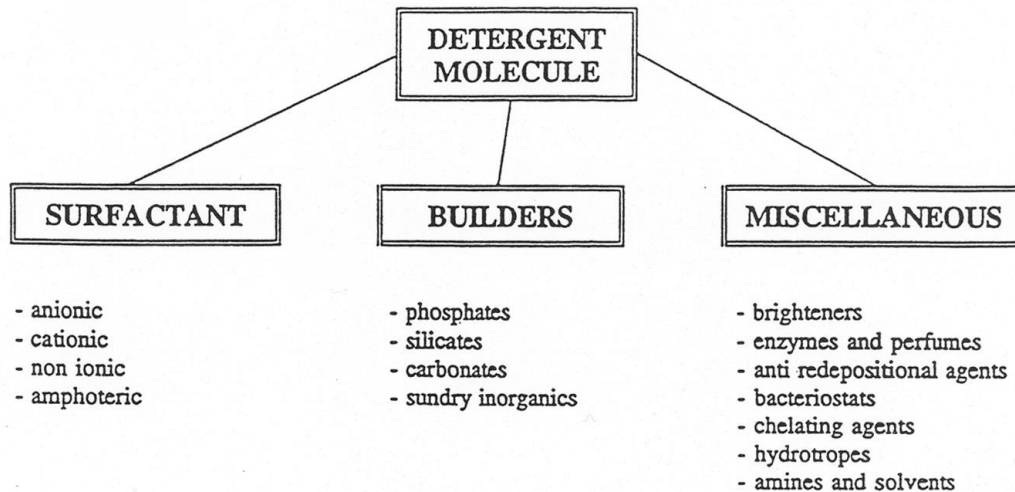 DETERGENT
MOLECULE
SURFACTANT
- anionic
- cationic
- non ionic
- amphoteric
BUILDERS
- phosphates
- silicates
- carbonates
- sundry inorganics
MISCELLANEOUS
- brighteners
- enzymes and perfumes
- anti redepositional agents
- bacteriostats
- chelating agents
- hydrotropes
- amines and solvents